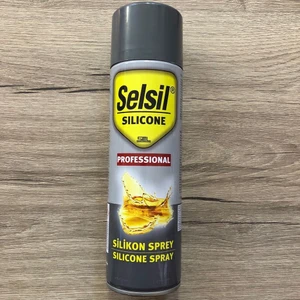 Selsil®
SILICONE
PROFESSIONAL
SİLİKON SPREY
SILICONE SPRAY